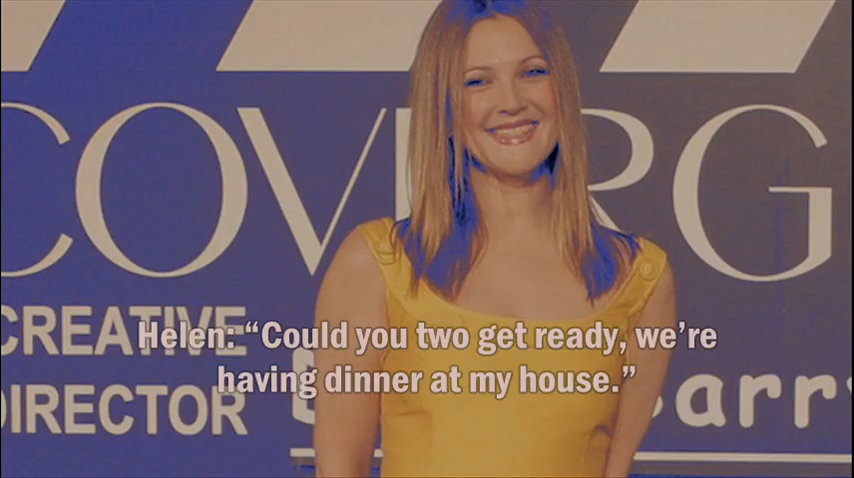 COVERG
CREATIVE
DIRECTOR
arr
Helen: “Could you two get ready, we’re
having dinner at my house.”